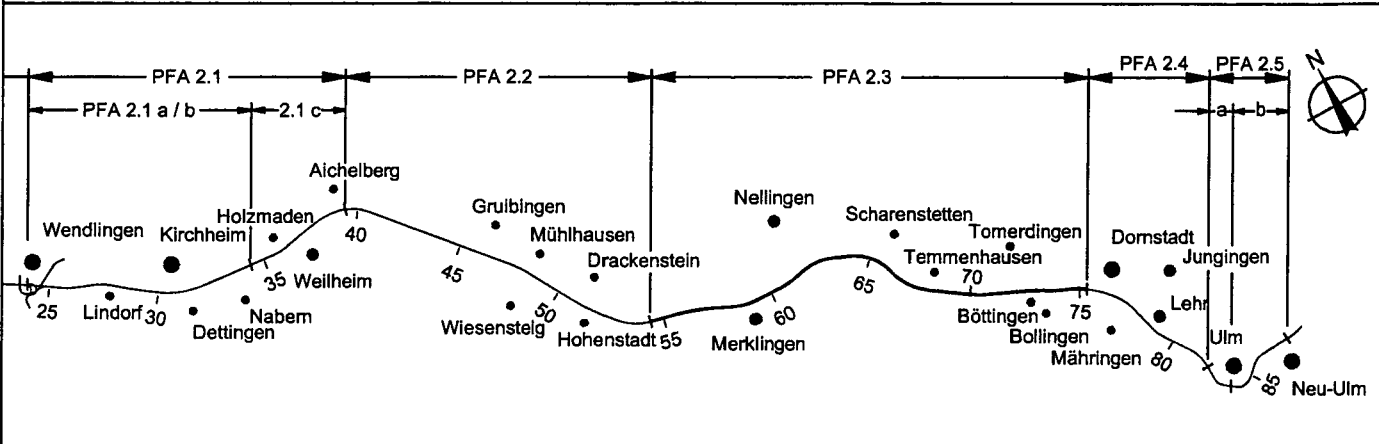 PFA 2.1
PFA 2.2
PFA 2.3
PFA 2.4
PFA 2.5
N
PFA 2.1 a / b
2.1 c
a
b
Aichelberg
Wendlingen
Kirchheim
Holzmaden
Weilheim
Lindorf
Dettingen
Nabern
25
30
35
40
45
50
55
60
65
70
75
80
85
Gruibingen
Mühlhausen
Drackenstein
Wiesensteig
Hohenstadt
Nellingen
Merklingen
Scharenstetten
Temmenhausen
Tomerdingen
Böttingen
Bollingen
Mähringen
Dornstadt
Jungingen
Lehr
Ulm
Neu-Ulm